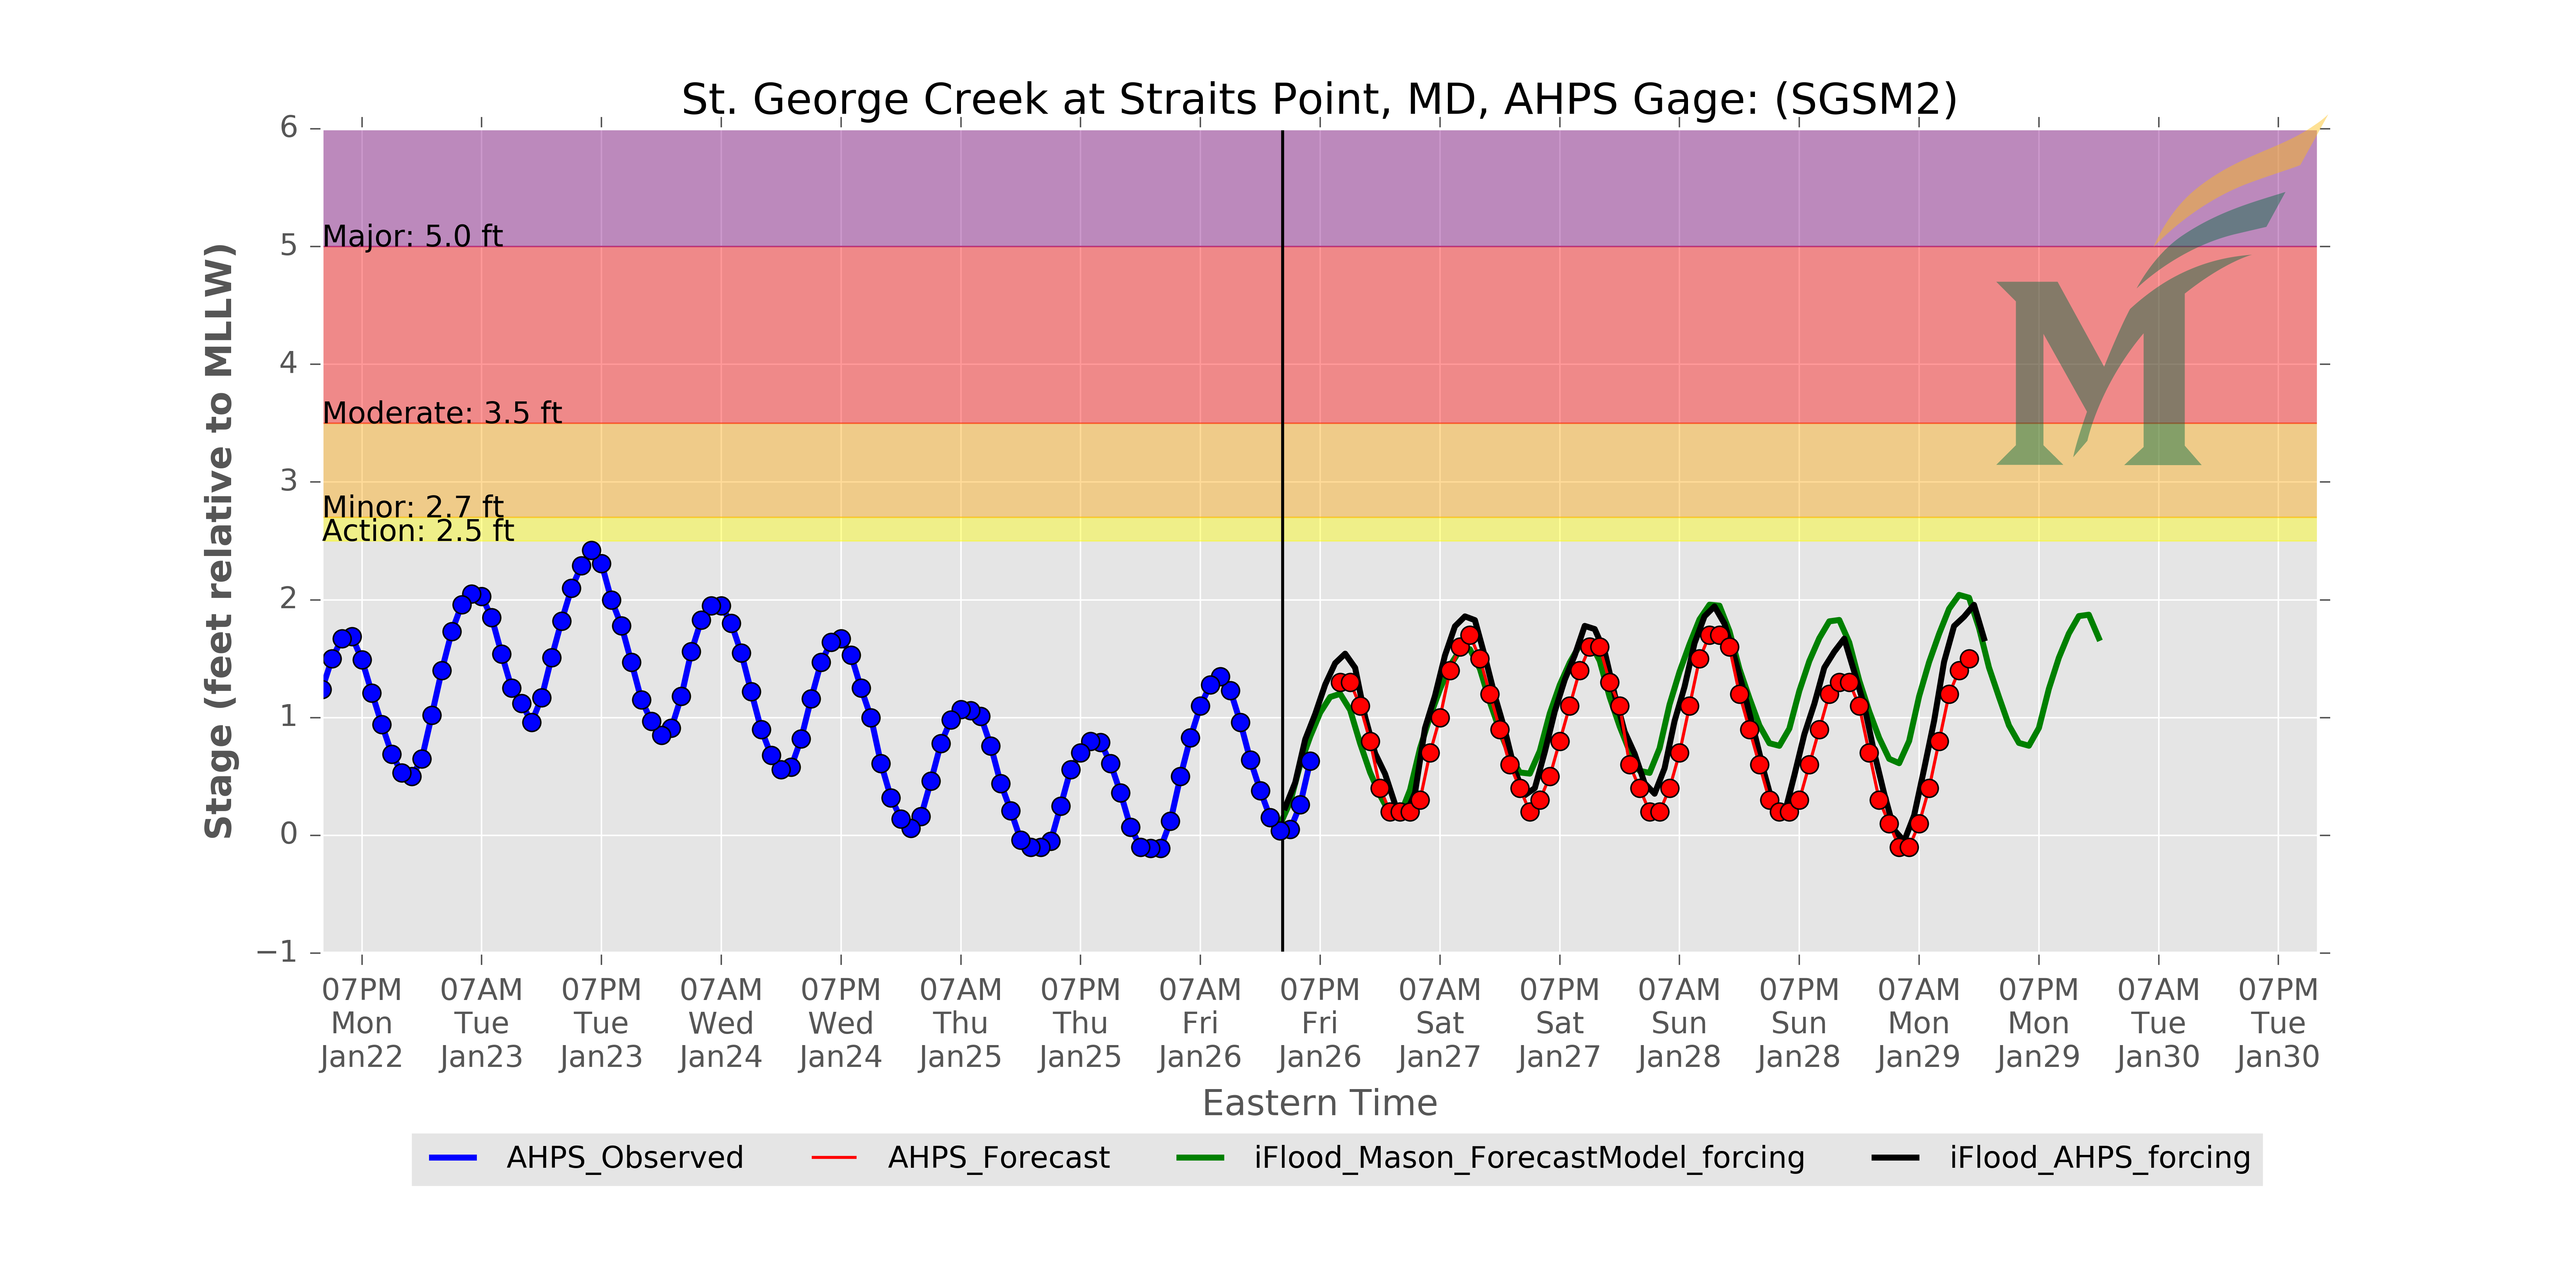 St. George Creek at Straits Point, MD, AHPS Gage: (SGSM2)
Stage (feet relative to MLLW)
6
5
4
3
2
1
0
−1
Major: 5.0 ft
Moderate: 3.5 ft
Minor: 2.7 ft
Action: 2.5 ft
M
07PM 07AM 07PM 07AM 07PM 07AM 07PM 07AM 07PM 07AM 07PM 07AM 07PM 07AM 07PM 07AM 07PM
Mon Tue Tue Wed Wed Thu Thu Fri Fri Sat Sat Sun Sun Mon Mon Tue Tue
Jan22 Jan23 Jan23 Jan24 Jan24 Jan25 Jan25 Jan26 Jan26 Jan27 Jan27 Jan28 Jan28 Jan29 Jan29 Jan30 Jan30
Eastern Time
AHPS_Observed AHPS_Forecast iFlood_Mason_ForecastModel_forcing iFlood_AHPS_forcing